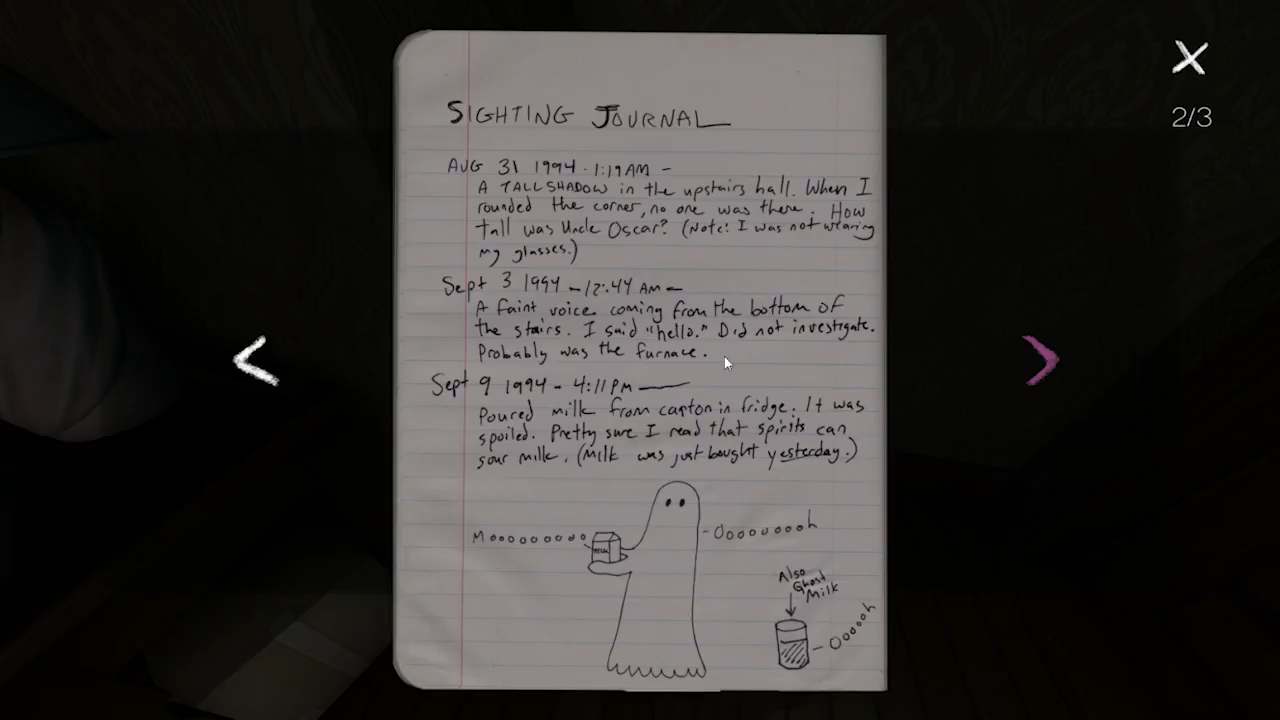 2/3
SIGHTING JOURNAL
AUG 31 1994 - 1:19 AM -
A TALL SHADOW in the upstairs hall. When I
rounded the corner, no one was there. How
tall was Uncle Oscar? (Note: I was not wearing
my glasses.)
Sept 3 1994 - 12:44 AM -
A faint voice coming from the bottom of
the stairs. I said "hello." Did not investigate.
Probably was the furnace.
Sept 9 1994 - 4:11 PM -
Poured milk from carton in fridge. It was
spoiled. Pretty sure I read that spirits can
sour milk. (Milk was just bought yesterday.)
Mooooooooo
MILK
-Ooooooooh
Also
Ghost
Milk
-Oooooh